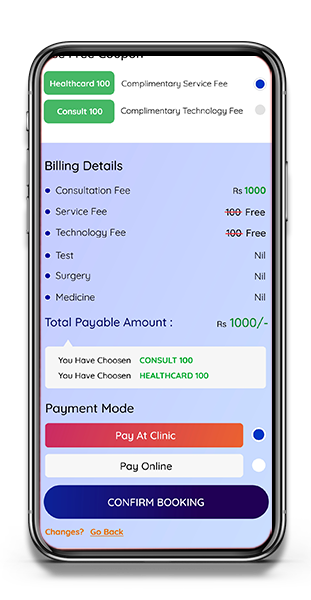 Free Coupon
Healthcard 100 Complimentary Service Fee
Consult 100 Complimentary Technology Fee
Billing Details
Consultation Fee Rs 1000
Service Fee 100 Free
Technology Fee 100 Free
Test Nil
Surgery Nil
Medicine Nil
Total Payable Amount : Rs 1000/-
You Have Choosen CONSULT 100
You Have Choosen HEALTHCARD 100
Payment Mode
Pay At Clinic
Pay Online
CONFIRM BOOKING
Changes? Go Back